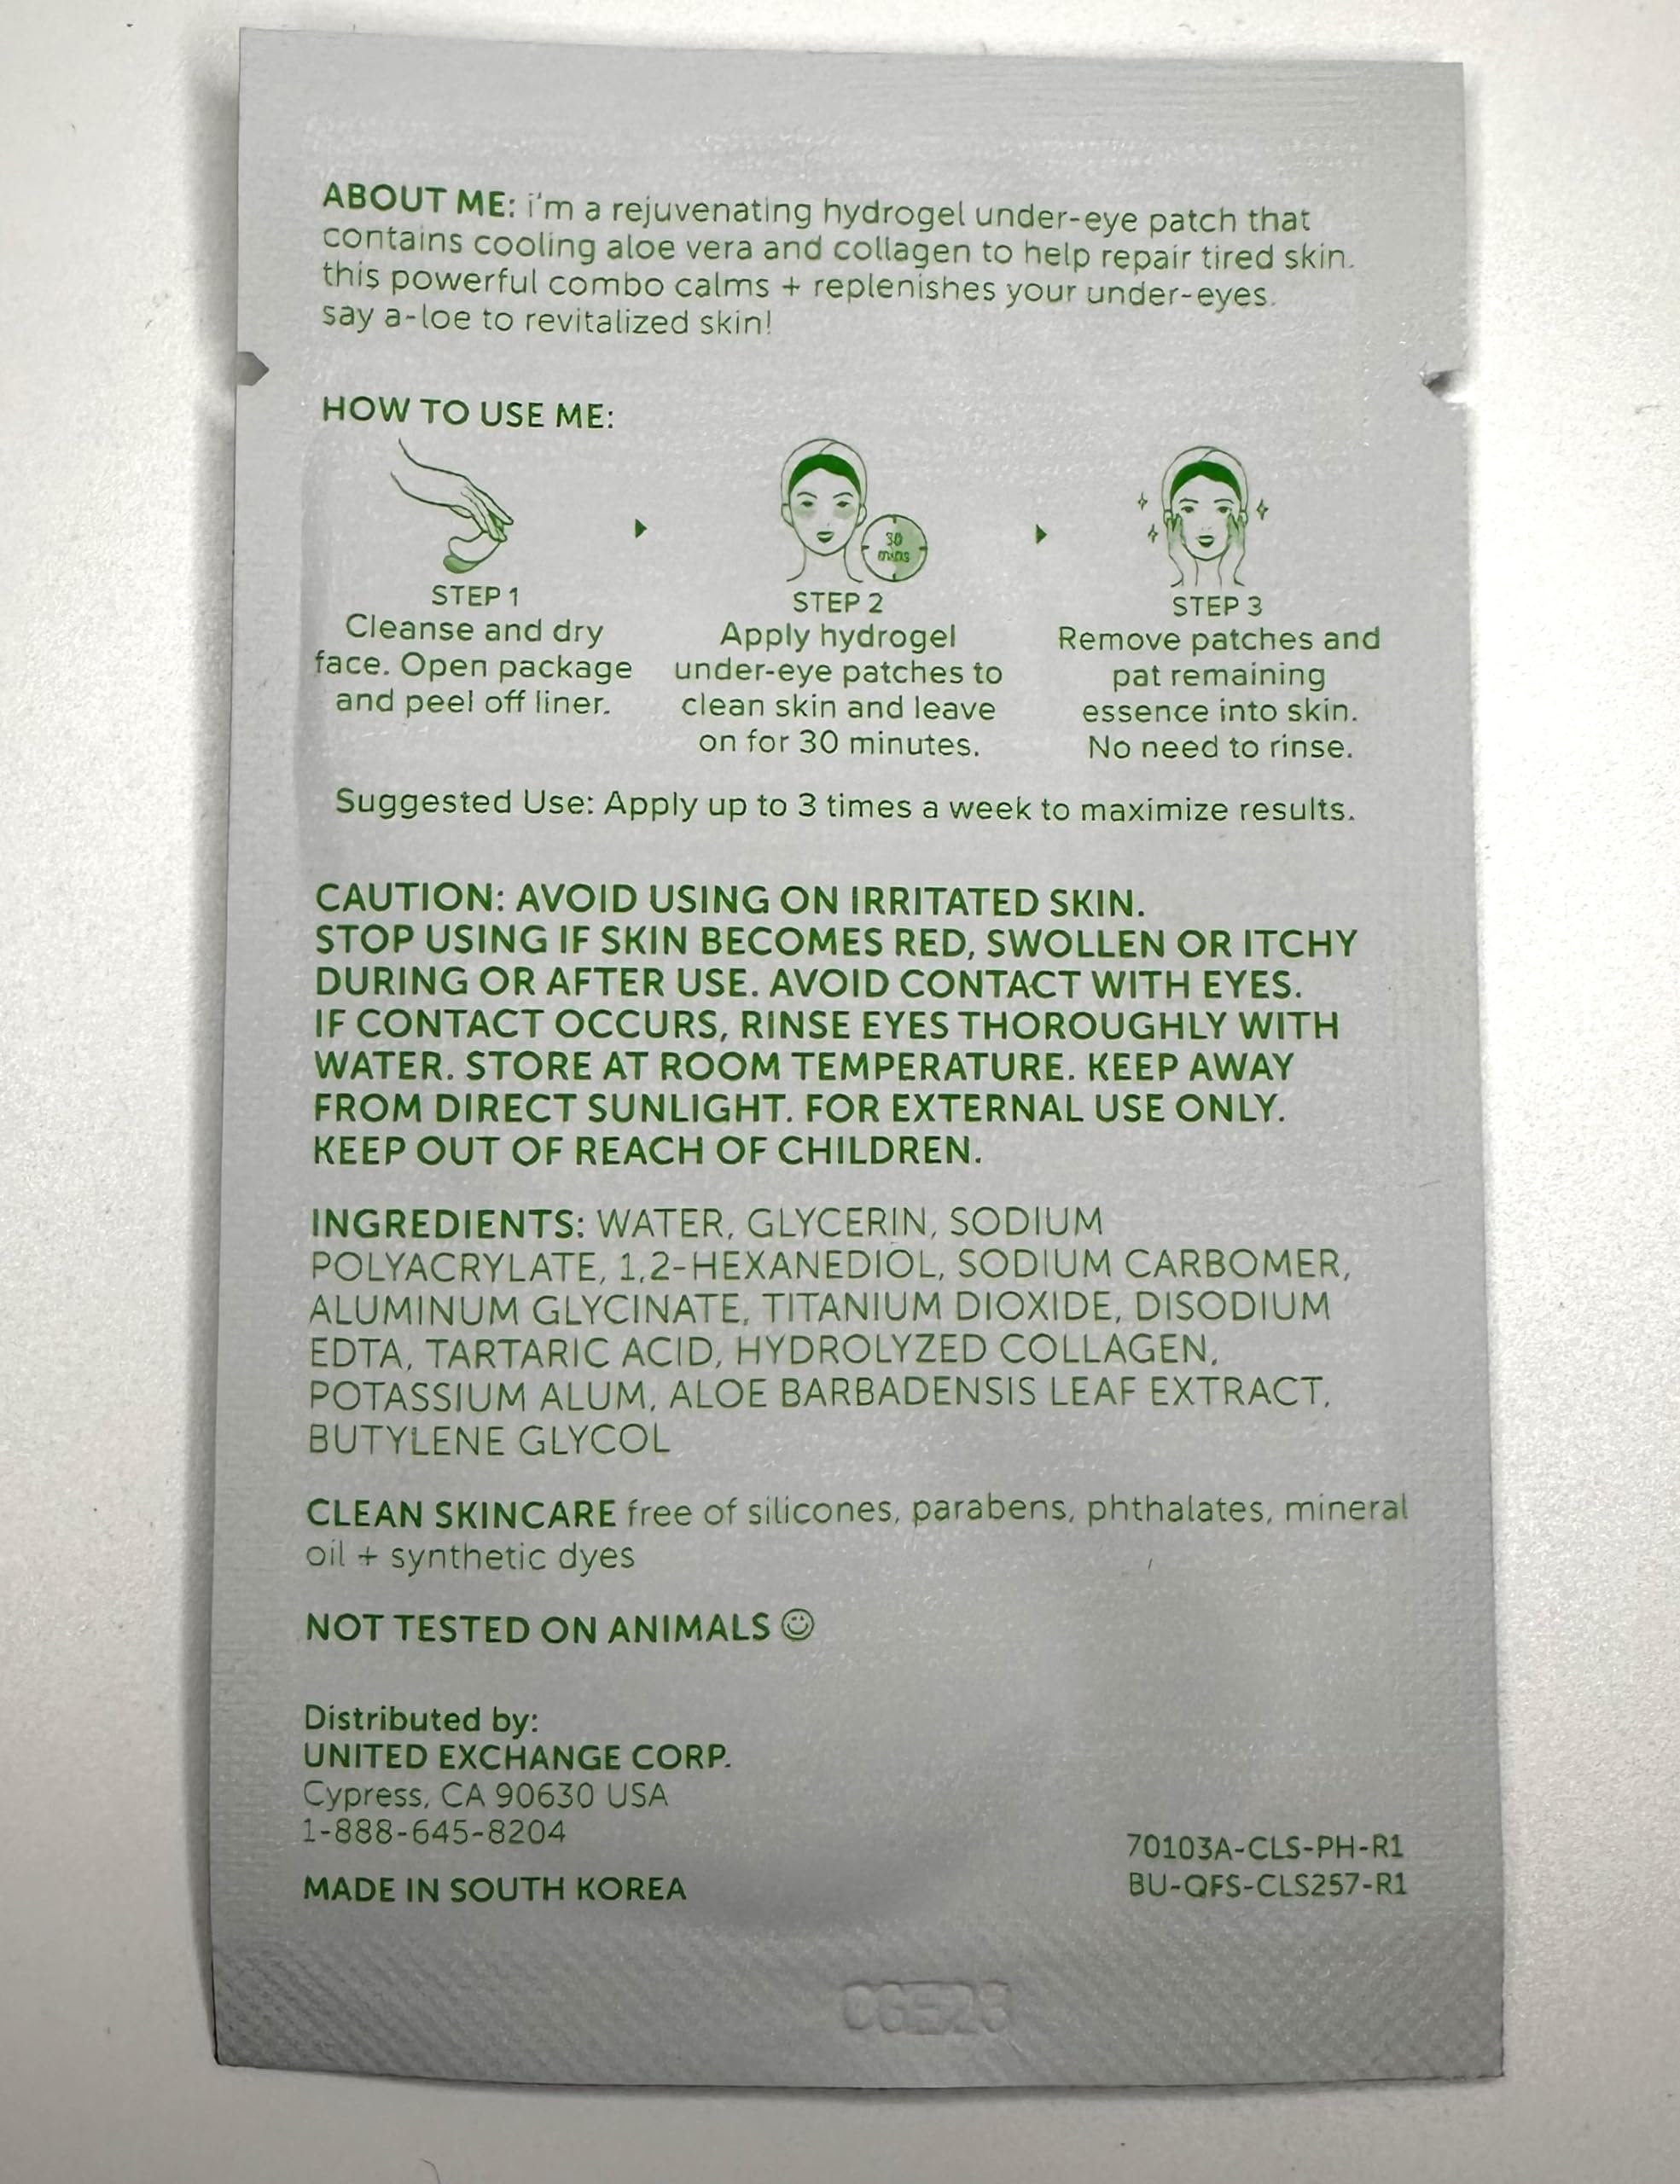 ABOUT ME: i'm a rejuvenating hydrogel under-eye patch that
contains cooling aloe vera and collagen to help repair tired skin.
this powerful combo calms + replenishes your under-eyes.
say a-loe to revitalized skin!
HOW TO USE ME:
STEP 1
Cleanse and dry
face. Open package
and peel off liner.
30
mins
STEP 2
Apply hydrogel
under-eye patches to
clean skin and leave
on for 30 minutes.
STEP 3
Remove patches and
pat remaining
essence into skin.
No need to rinse.
Suggested Use: Apply up to 3 times a week to maximize results.
CAUTION: AVOID USING ON IRRITATED SKIN.
STOP USING IF SKIN BECOMES RED, SWOLLEN OR ITCHY
DURING OR AFTER USE. AVOID CONTACT WITH EYES.
IF CONTACT OCCURS, RINSE EYES THOROUGHLY WITH
WATER. STORE AT ROOM TEMPERATURE. KEEP AWAY
FROM DIRECT SUNLIGHT. FOR EXTERNAL USE ONLY.
KEEP OUT OF REACH OF CHILDREN.
INGREDIENTS: WATER, GLYCERIN, SODIUM
POLYACRYLATE, 1,2-HEXANEDIOL, SODIUM CARBOMER,
ALUMINUM GLYCINATE, TITANIUM DIOXIDE, DISODIUM
EDTA, TARTARIC ACID, HYDROLYZED COLLAGEN,
POTASSIUM ALUM, ALOE BARBADENSIS LEAF EXTRACT,
BUTYLENE GLYCOL
CLEAN SKINCARE free of silicones, parabens, phthalates, mineral
oil + synthetic dyes
NOT TESTED ON ANIMALS
Distributed by:
UNITED EXCHANGE CORP.
Cypress, CA 90630 USA
1-888-645-8204
MADE IN SOUTH KOREA
70103A-CLS-PH-R1
BU-QFS-CLS257-R1